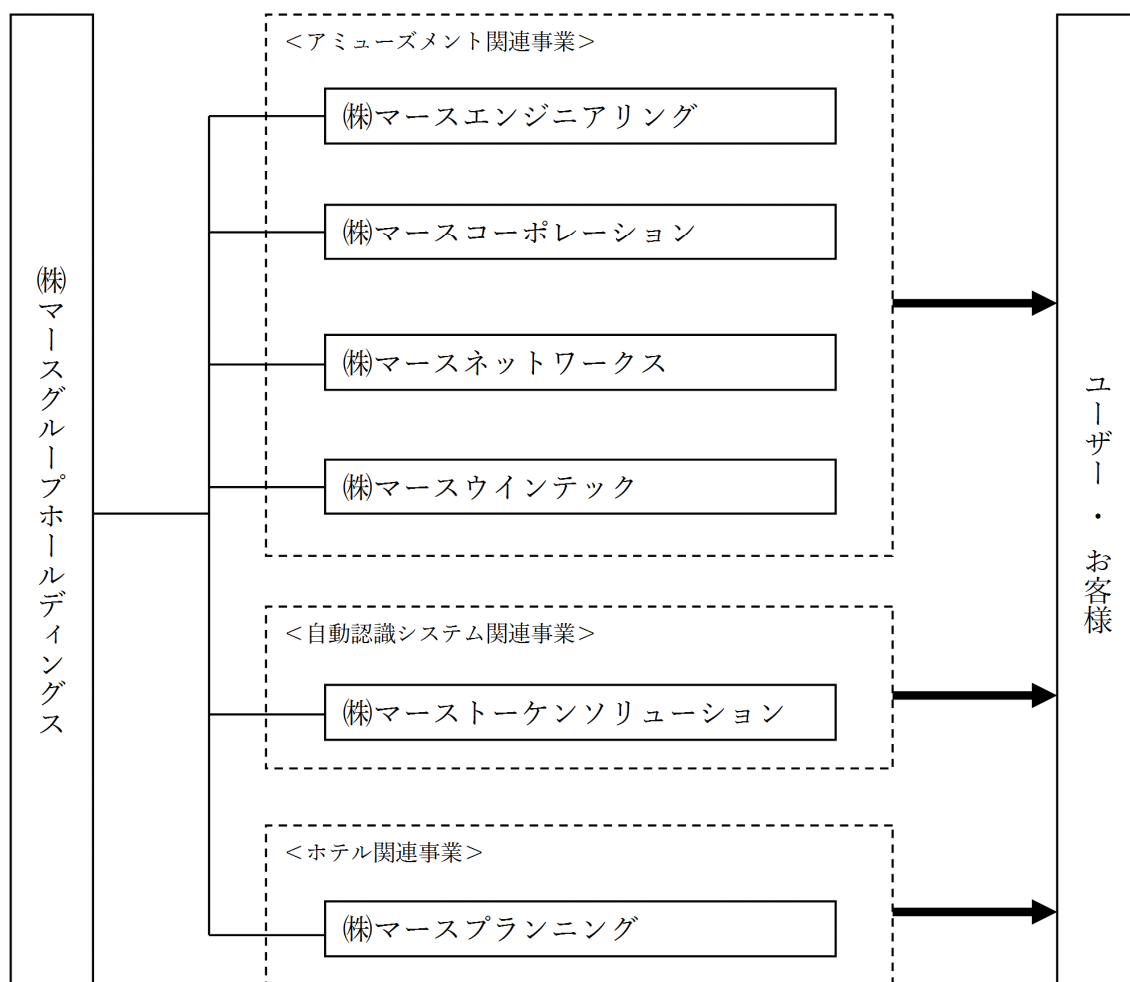 ㈱マースグループホールディングス
＜アミューズメント関連事業＞
㈱マースエンジニアリング
㈱マースコーポレーション
㈱マースネットワークス
㈱マースウインテック
＜自動認識システム関連事業＞
㈱マーストーケンソリューション
＜ホテル関連事業＞
㈱マースプランニング
ユーザー・お客様